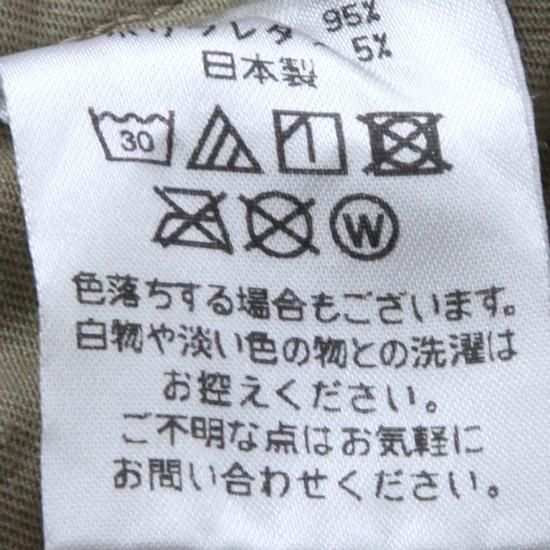 95%
ポリウレタン 5%
日本製
30
W
色落ちする場合もございます。
白物や淡い色の物との洗濯は
お控えください。
ご不明な点はお気軽に
お問い合わせください。